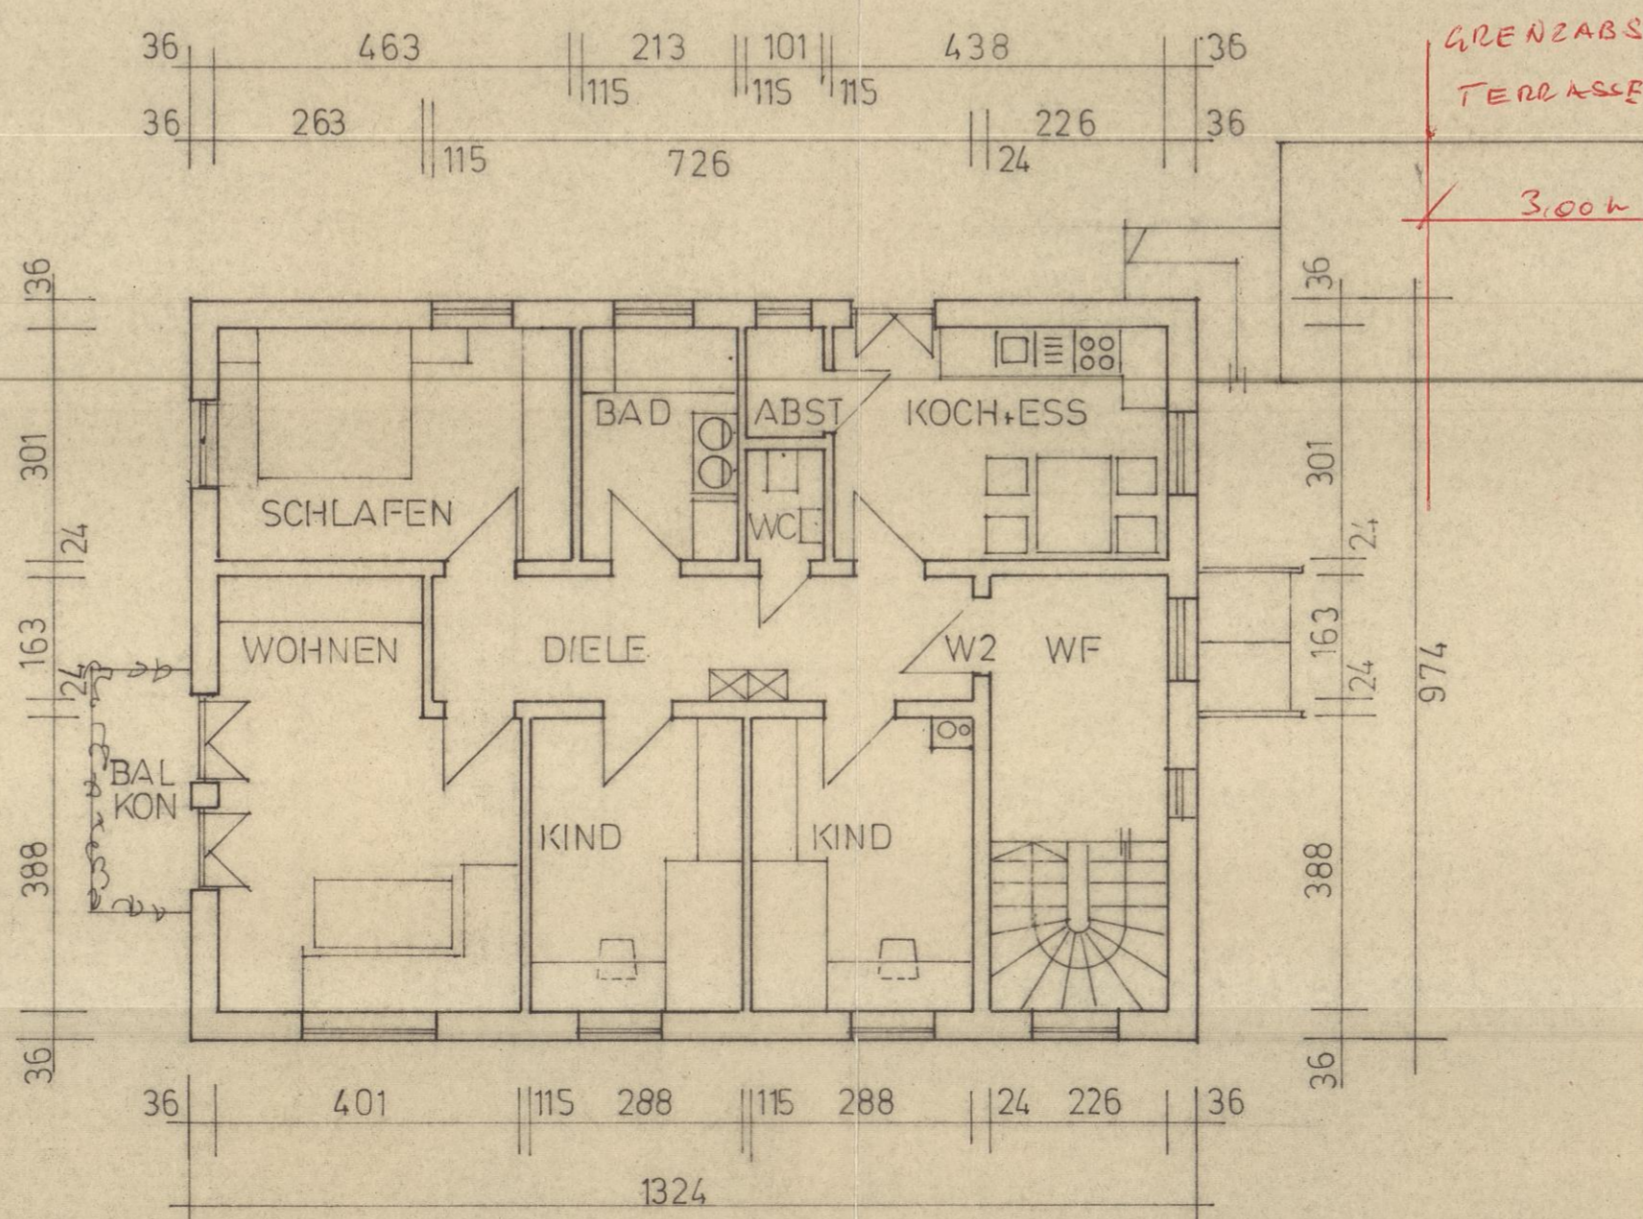 36 463 213 101 438 36
115 115 115
36 263 226 36
115 726 24
GRENZABS
TERRASSE
3,00
36
301
24
163
24
388
36
36
301
24
163
24
388
36
974
BAD
ABST
KOCH+ESS
SCHLAFEN
WC
WOHNEN
DIELE
W2
WF
BAL
KON
KIND
KIND
36 401 115 288 115 288 24 226 36
1324